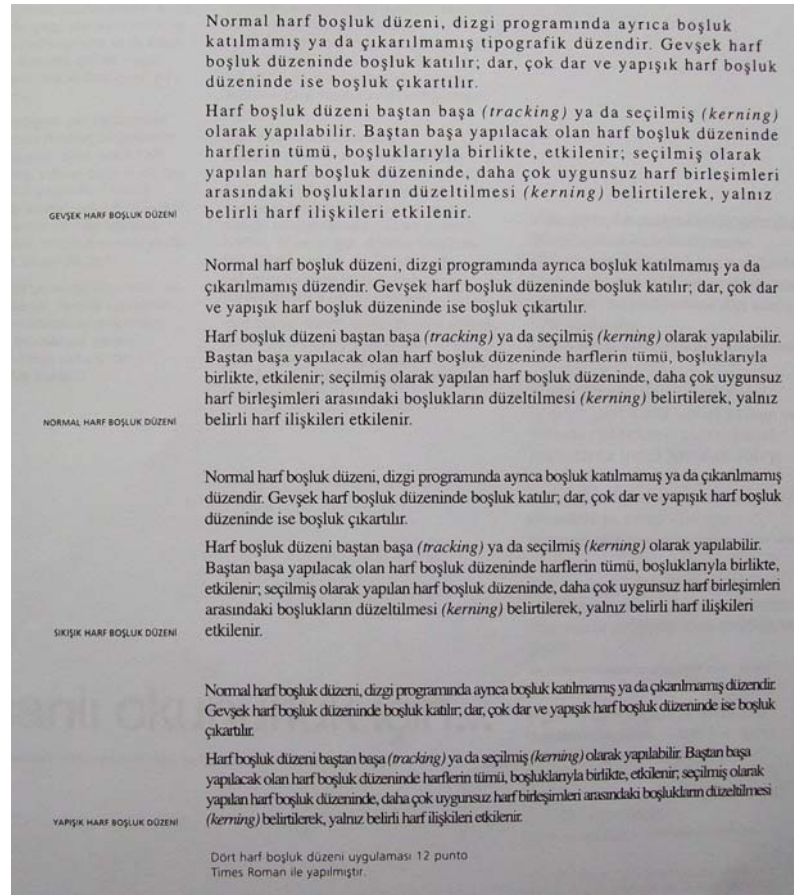 Normal harf boşluk düzeni, dizgi programında ayrıca boşluk
katılmamış ya da çıkarılmamış tipografik düzendir. Gevşek harf
boşluk düzeninde boşluk katılır; dar, çok dar ve yapışık harf boşluk
düzeninde ise boşluk çıkartılır.
Harf boşluk düzeni baştan başa (tracking) ya da seçilmiş (kerning)
olarak yapılabilir. Baştan başa yapılacak olan harf boşluk düzeninde
harflerin tümü, boşluklarıyla birlikte, etkilenir; seçilmiş olarak
yapılan harf boşluk düzeninde, daha çok uygunsuz harf birleşimleri
arasındaki boşlukların düzeltilmesi (kerning) belirtilerek, yalnız
GEVŞEK HARF BOŞLUK DÜZENİ belirli harf ilişkileri etkilenir.
Normal harf boşluk düzeni, dizgi programında ayrıca boşluk katılmamış ya da
çıkarılmamış düzendir. Gevşek harf boşluk düzeninde boşluk katılır; dar, çok dar
ve yapışık harf boşluk düzeninde ise boşluk çıkartılır.
Harf boşluk düzeni baştan başa (tracking) ya da seçilmiş (kerning) olarak yapılabilir.
Baştan başa yapılacak olan harf boşluk düzeninde harflerin tümü, boşluklarıyla
birlikte, etkilenir; seçilmiş olarak yapılan harf boşluk düzeninde, daha çok uygunsuz
harf birleşimleri arasındaki boşlukların düzeltilmesi (kerning) belirtilerek, yalnız
NORMAL HARF BOŞLUK DÜZENİ belirli harf ilişkileri etkilenir.
Normal harf boşluk düzeni, dizgi programında ayrıca boşluk katılmamış ya da çıkarılmamış
düzendir. Gevşek harf boşluk düzeninde boşluk katılır; dar, çok dar ve yapışık harf boşluk
düzeninde ise boşluk çıkartılır.
Harf boşluk düzeni baştan başa (tracking) ya da seçilmiş (kerning) olarak yapılabilir.
Baştan başa yapılacak olan harf boşluk düzeninde harflerin tümü, boşluklarıyla birlikte,
etkilenir; seçilmiş olarak yapılan harf boşluk düzeninde, daha çok uygunsuz harf birleşimleri
arasındaki boşlukların düzeltilmesi (kerning) belirtilerek, yalnız belirli harf ilişkileri
SIKIŞIK HARF BOŞLUK DÜZENİ etkilenir.
Normal harf boşluk düzeni, dizgi programında ayrıca boşluk katılmamış ya da çıkarılmamış düzendir.
Gevşek harf boşluk düzeninde boşluk katılır; dar, çok dar ve yapışık harf boşluk düzeninde ise boşluk
çıkartılır.
Harf boşluk düzeni baştan başa (tracking) ya da seçilmiş (kerning) olarak yapılabilir. Baştan başa
yapılacak olan harf boşluk düzeninde harflerin tümü, boşluklarıyla birlikte, etkilenir; seçilmiş olarak
yapılan harf boşluk düzeninde, daha çok uygunsuz harf birleşimleri arasındaki boşlukların düzeltilmesi
YAPIŞIK HARF BOŞLUK DÜZENİ (kerning) belirtilerek, yalnız belirli harf ilişkileri etkilenir.
Dört harf boşluk düzeni uygulaması 12 punto
Times Roman ile yapılmıştır.